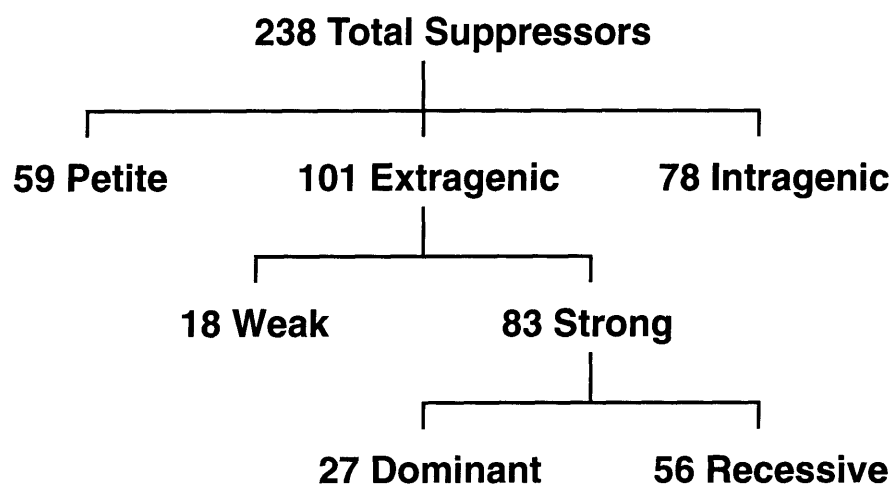 238 Total Suppressors
59 Petite 101 Extragenic 78 Intragenic
18 Weak 83 Strong
27 Dominant 56 Recessive